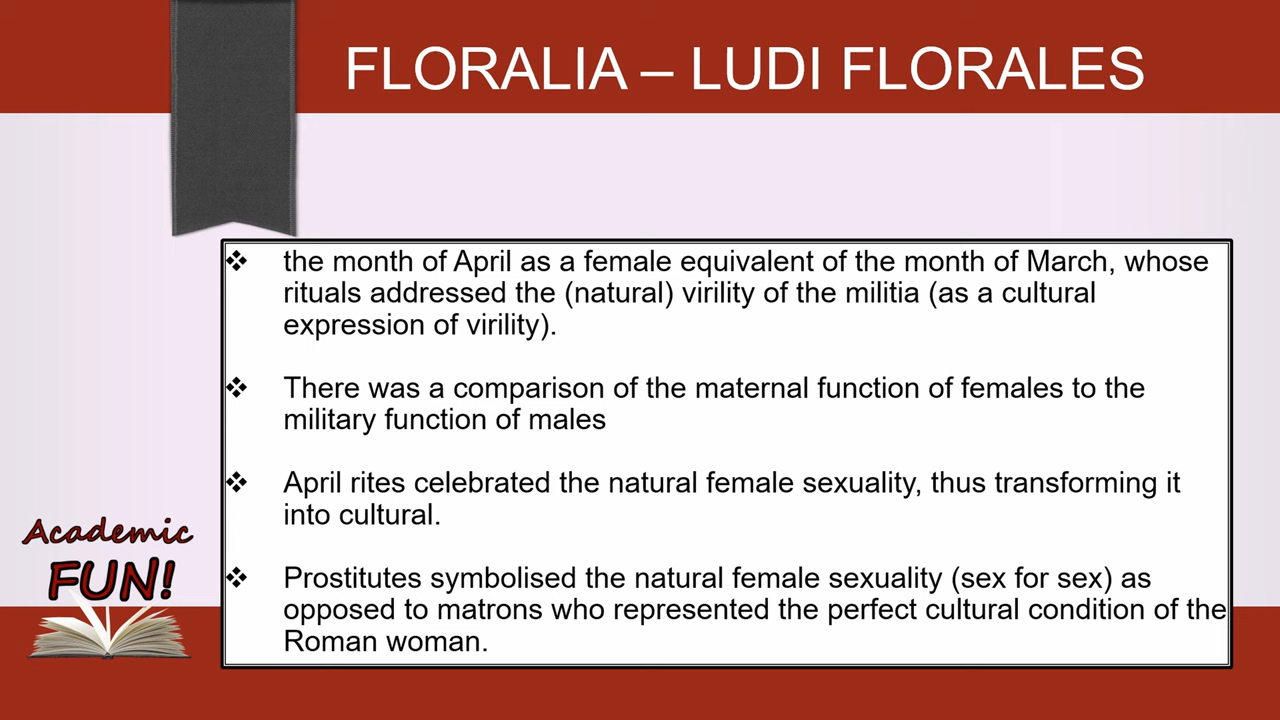 FLORALIA – LUDI FLORALES
❖ the month of April as a female equivalent of the month of March, whose
rituals addressed the (natural) virility of the militia (as a cultural
expression of virility).
❖ There was a comparison of the maternal function of females to the
military function of males
❖ April rites celebrated the natural female sexuality, thus transforming it
into cultural.
❖ Prostitutes symbolised the natural female sexuality (sex for sex) as
opposed to matrons who represented the perfect cultural condition of the
Roman woman.
Academic
FUN!